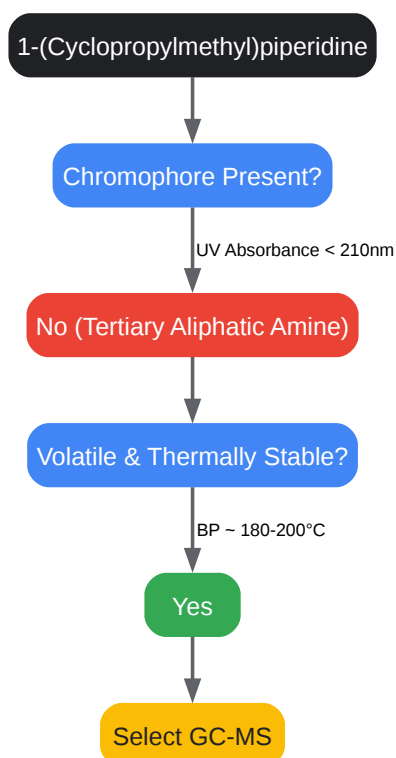 1-(Cyclopropylmethyl)piperidine
Chromophore Present?
UV Absorbance < 210nm
No (Tertiary Aliphatic Amine)
Volatile & Thermally Stable?
BP ~ 180-200°C
Yes
Select GC-MS